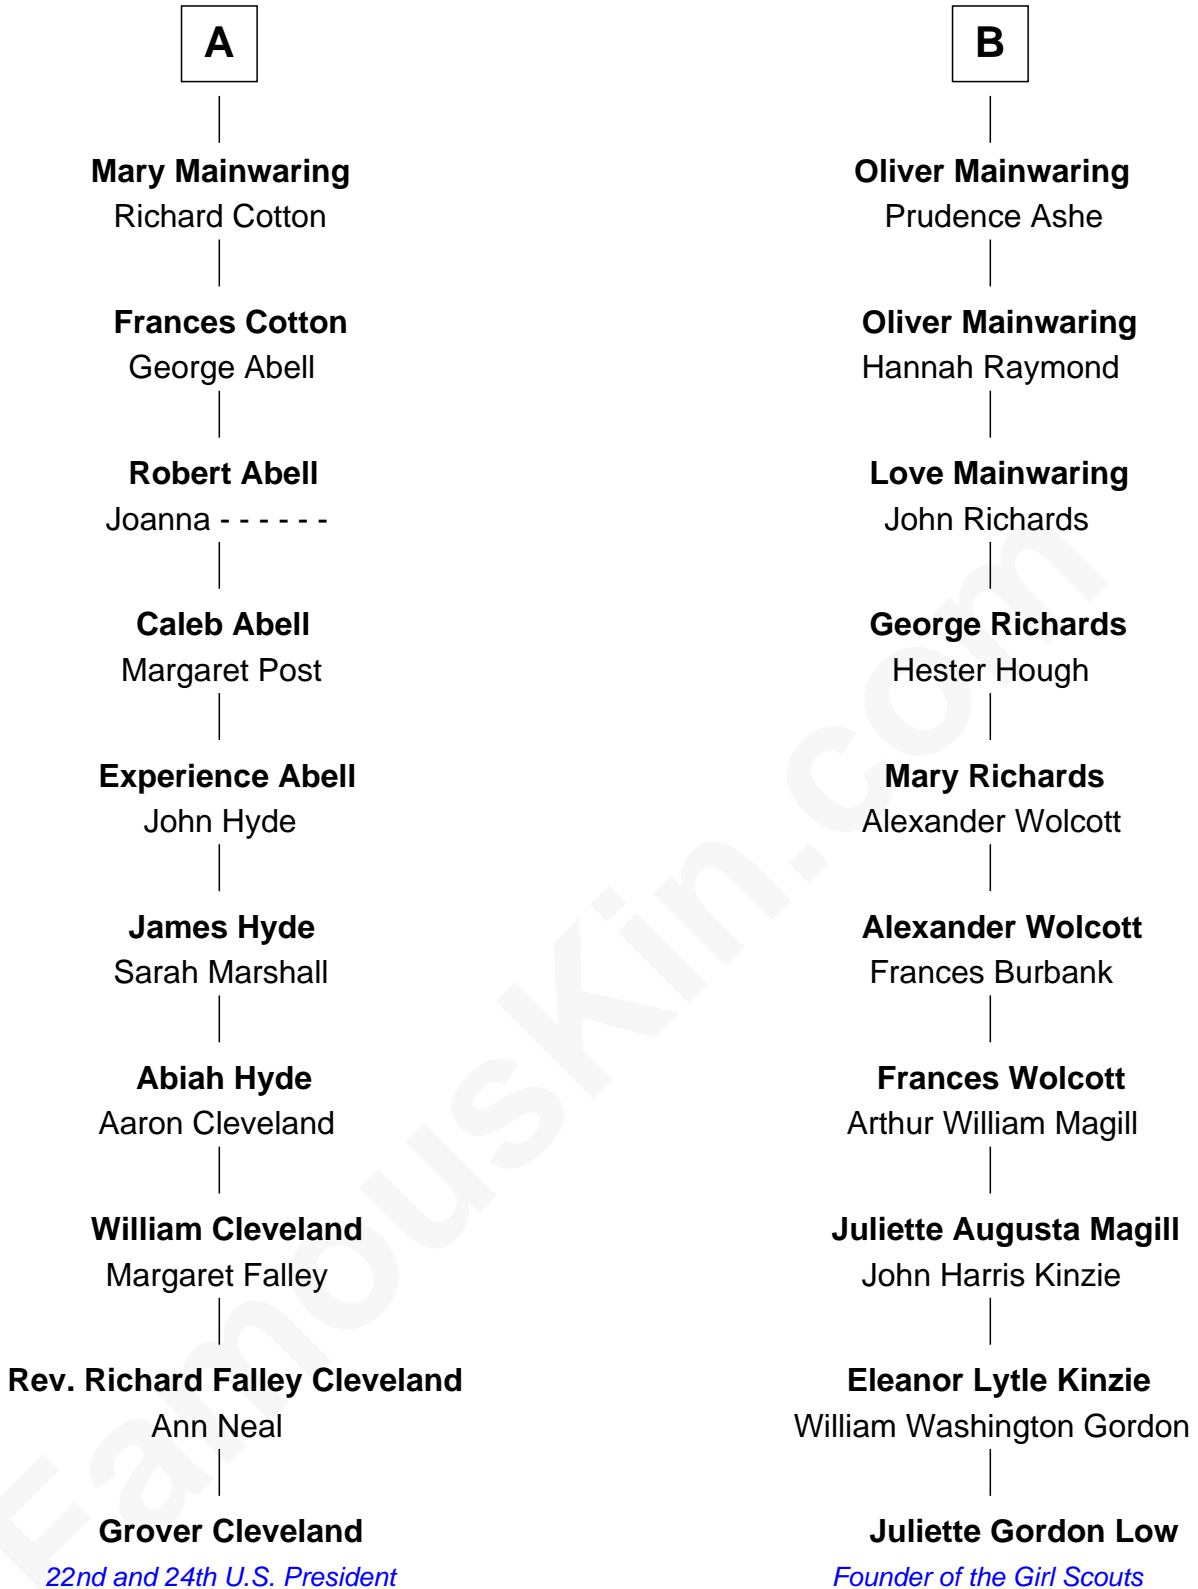 A
Mary Mainwaring
Richard Cotton
Frances Cotton
George Abell
Robert Abell
Joanna - - - - - -
Caleb Abell
Margaret Post
Experience Abell
John Hyde
James Hyde
Sarah Marshall
Abiah Hyde
Aaron Cleveland
William Cleveland
Margaret Falley
Rev. Richard Falley Cleveland
Ann Neal
Grover Cleveland
22nd and 24th U.S. President
B
Oliver Mainwaring
Prudence Ashe
Oliver Mainwaring
Hannah Raymond
Love Mainwaring
John Richards
George Richards
Hester Hough
Mary Richards
Alexander Wolcott
Alexander Wolcott
Frances Burbank
Frances Wolcott
Arthur William Magill
Juliette Augusta Magill
John Harris Kinzie
Eleanor Lytle Kinzie
William Washington Gordon
Juliette Gordon Low
Founder of the Girl Scouts
FamousKin.com